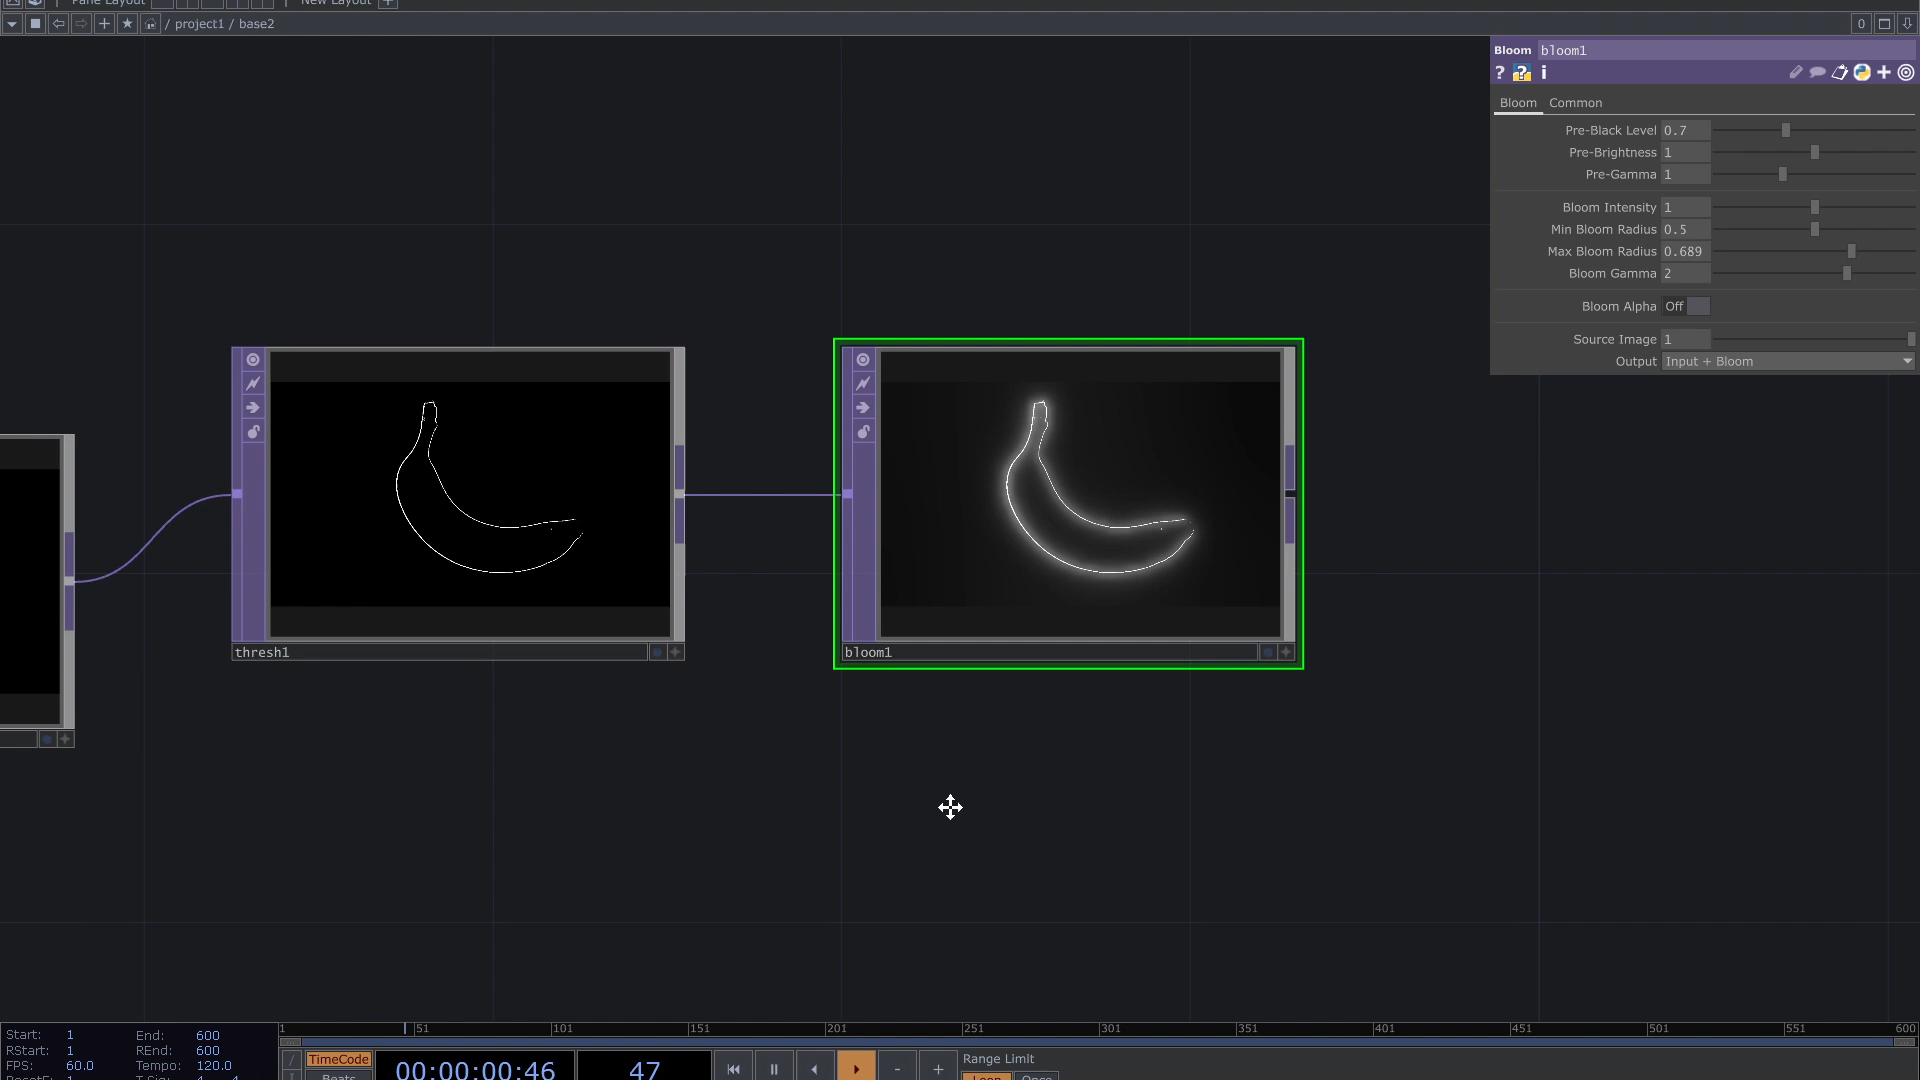 Pane Layout
New Layout
/ project1 / base2
0
Bloom bloom1
? ? i
Bloom Common
Pre-Black Level 0.7
Pre-Brightness 1
Pre-Gamma 1
Bloom Intensity 1
Min Bloom Radius 0.5
Max Bloom Radius 0.689
Bloom Gamma 2
Bloom Alpha Off
Source Image 1
Output Input + Bloom
thresh1
bloom1
1 51 101 151 201 251 301 351 401 451 501 551 600
Start: 1 End: 600
RStart: 1 REnd: 600
FPS: 60.0 Tempo: 120.0
TimeCode
Beats
00:00:00:46
47
- +
Range Limit
Loop Once